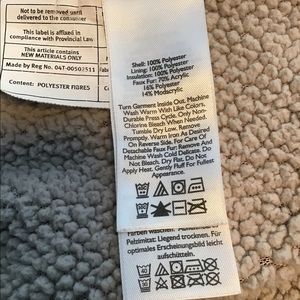 Not to be removed until
delivered to the consumer
This label is affixed in
compliance with Provincial Law
This article contains
NEW MATERIALS ONLY
Made by Reg No. 04T-00502511
Content: POLYESTER FIBRES
Shell: 100% Polyester
Lining: 100% Polyester
Insulation: 100% Polyester
Faux Fur: 70% Acrylic
16% Polyester
14% Modacrylic
Turn Garment Inside Out. Machine
Wash Warm With Like Colors,
Durable Press Cycle. Only Non-
Chlorine Bleach When Needed.
Tumble Dry Low. Remove
Promptly. Warm Iron As Desired
On Reverse Side. For Care Of
Detachable Faux Fur: Remove And
Machine Wash Cold Delicate. Do
Not Bleach. Dry Flat. Do Not
Apply Heat. Gently Fluff For Fullest
Appearance.
Farben waschen.
Pelzimitat: Liegend trocknen. Für
optimales Erscheinungsbild leicht
aufschütteln.